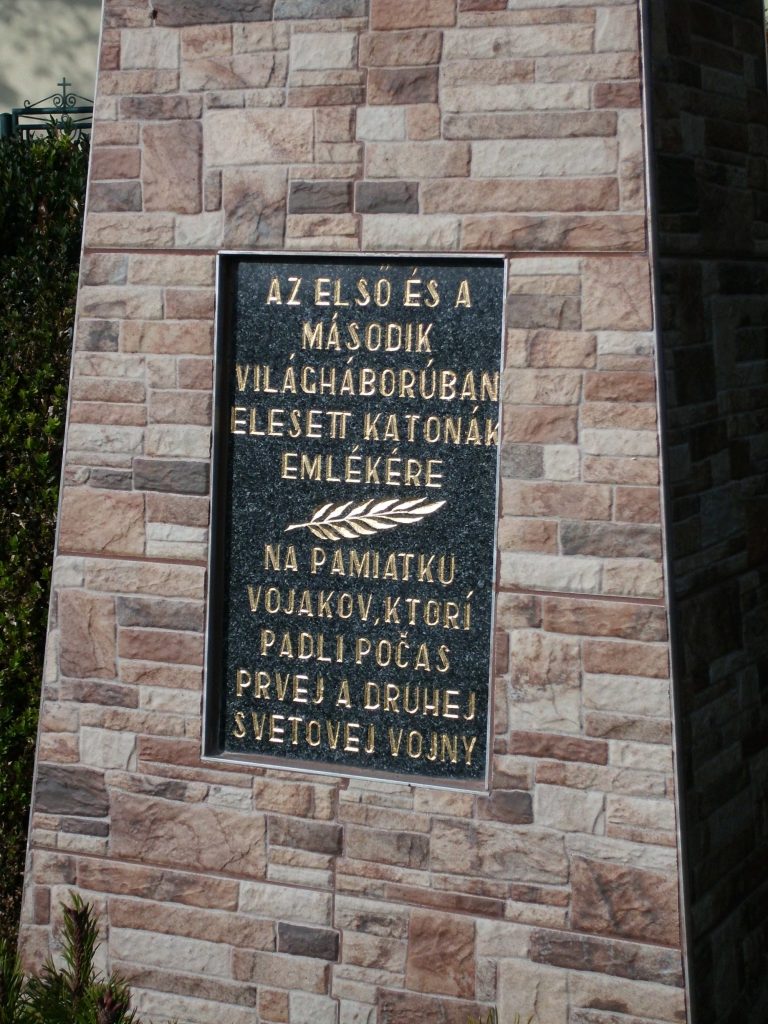 AZ ELSŐ ÉS A
MÁSODIK
VILÁGHÁBORÚBAN
ELESETT KATONÁK
EMLÉKÉRE
NA PAMIATKU
VOJAKOV, KTORÍ
PADLI POČAS
PRVEJ A DRUHEJ
SVETOVEJ VOJNY